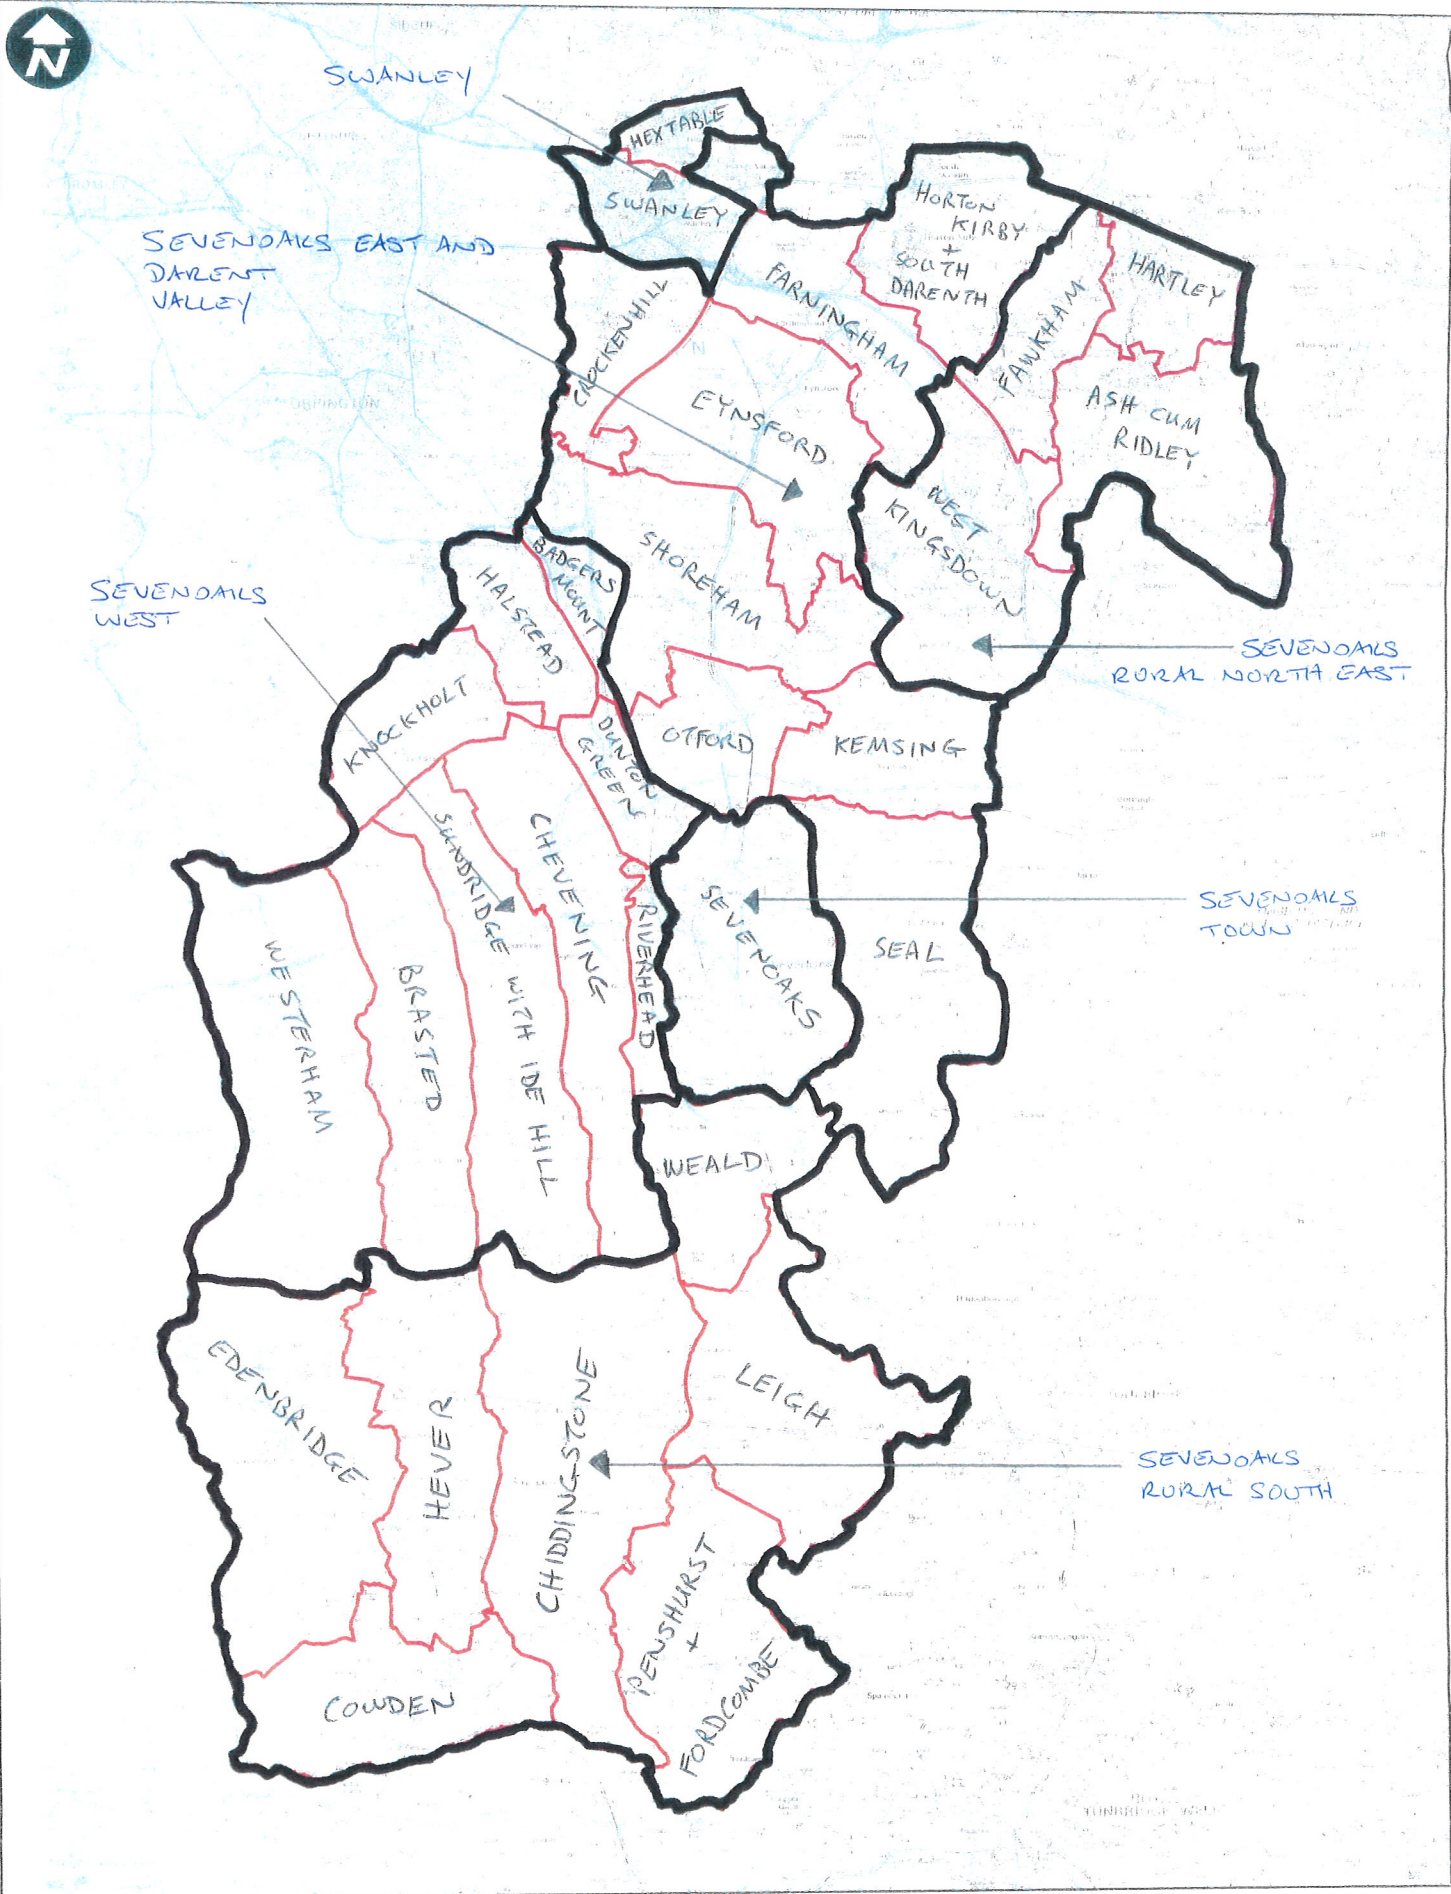 N
SWANLEY
HEXTABLE
SWANLEY
SEVENOAKS EAST AND
DARENT
VALLEY
HORTON
KIRBY
+
SOUTH
DARENTH
HARTLEY
FARNINGHAM
FAWKHAM
CROCKENHILL
EYNSFORD
ASH CUM
RIDLEY
WEST
KINGSDOWN
BADGERS
MOUNT
SHOREHAM
HALSTEAD
SEVENOAKS
WEST
SEVENOAKS
RURAL NORTH EAST
KNOCKHOLT
DUNTON
GREEN
OTFORD
KEMSING
SUNDRIDGE WITH IDE HILL
CHEVENING
RIVERHEAD
SEVENOAKS
SEVENOAKS
TOWN
SEAL
WESTERHAM
BRASTED
WEALD
EDENBRIDGE
HEVER
CHIDDINGSTONE
LEIGH
SEVENOAKS
RURAL SOUTH
PENSHURST
+
FORDCOMBE
COWDEN